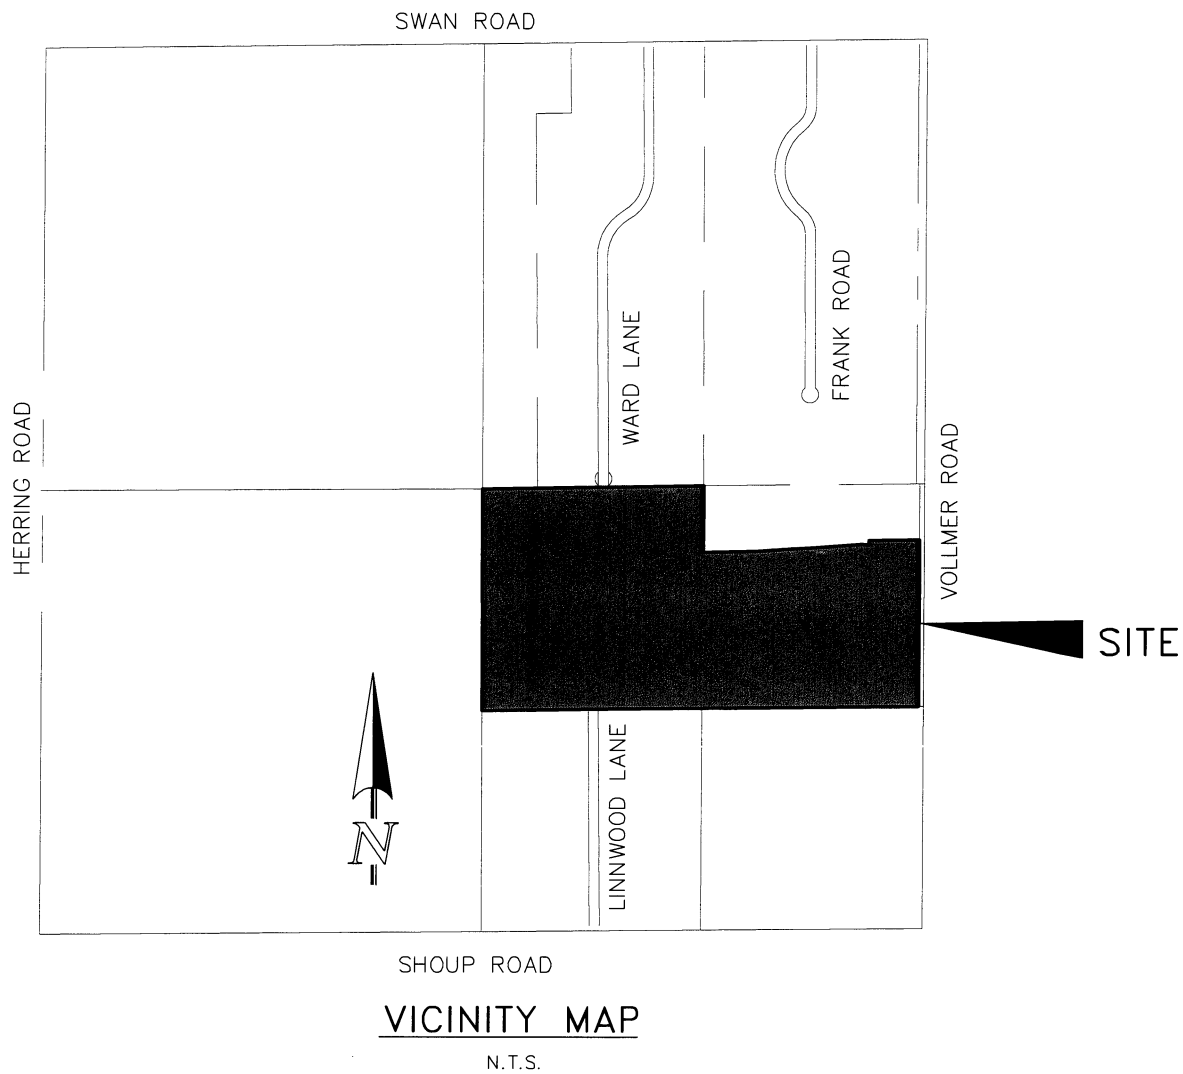 SWAN ROAD
FRANK ROAD
WARD LANE
HERRING ROAD
VOLLMER ROAD
SITE
LINNWOOD LANE
N
SHOUP ROAD
VICINITY MAP
N.T.S.